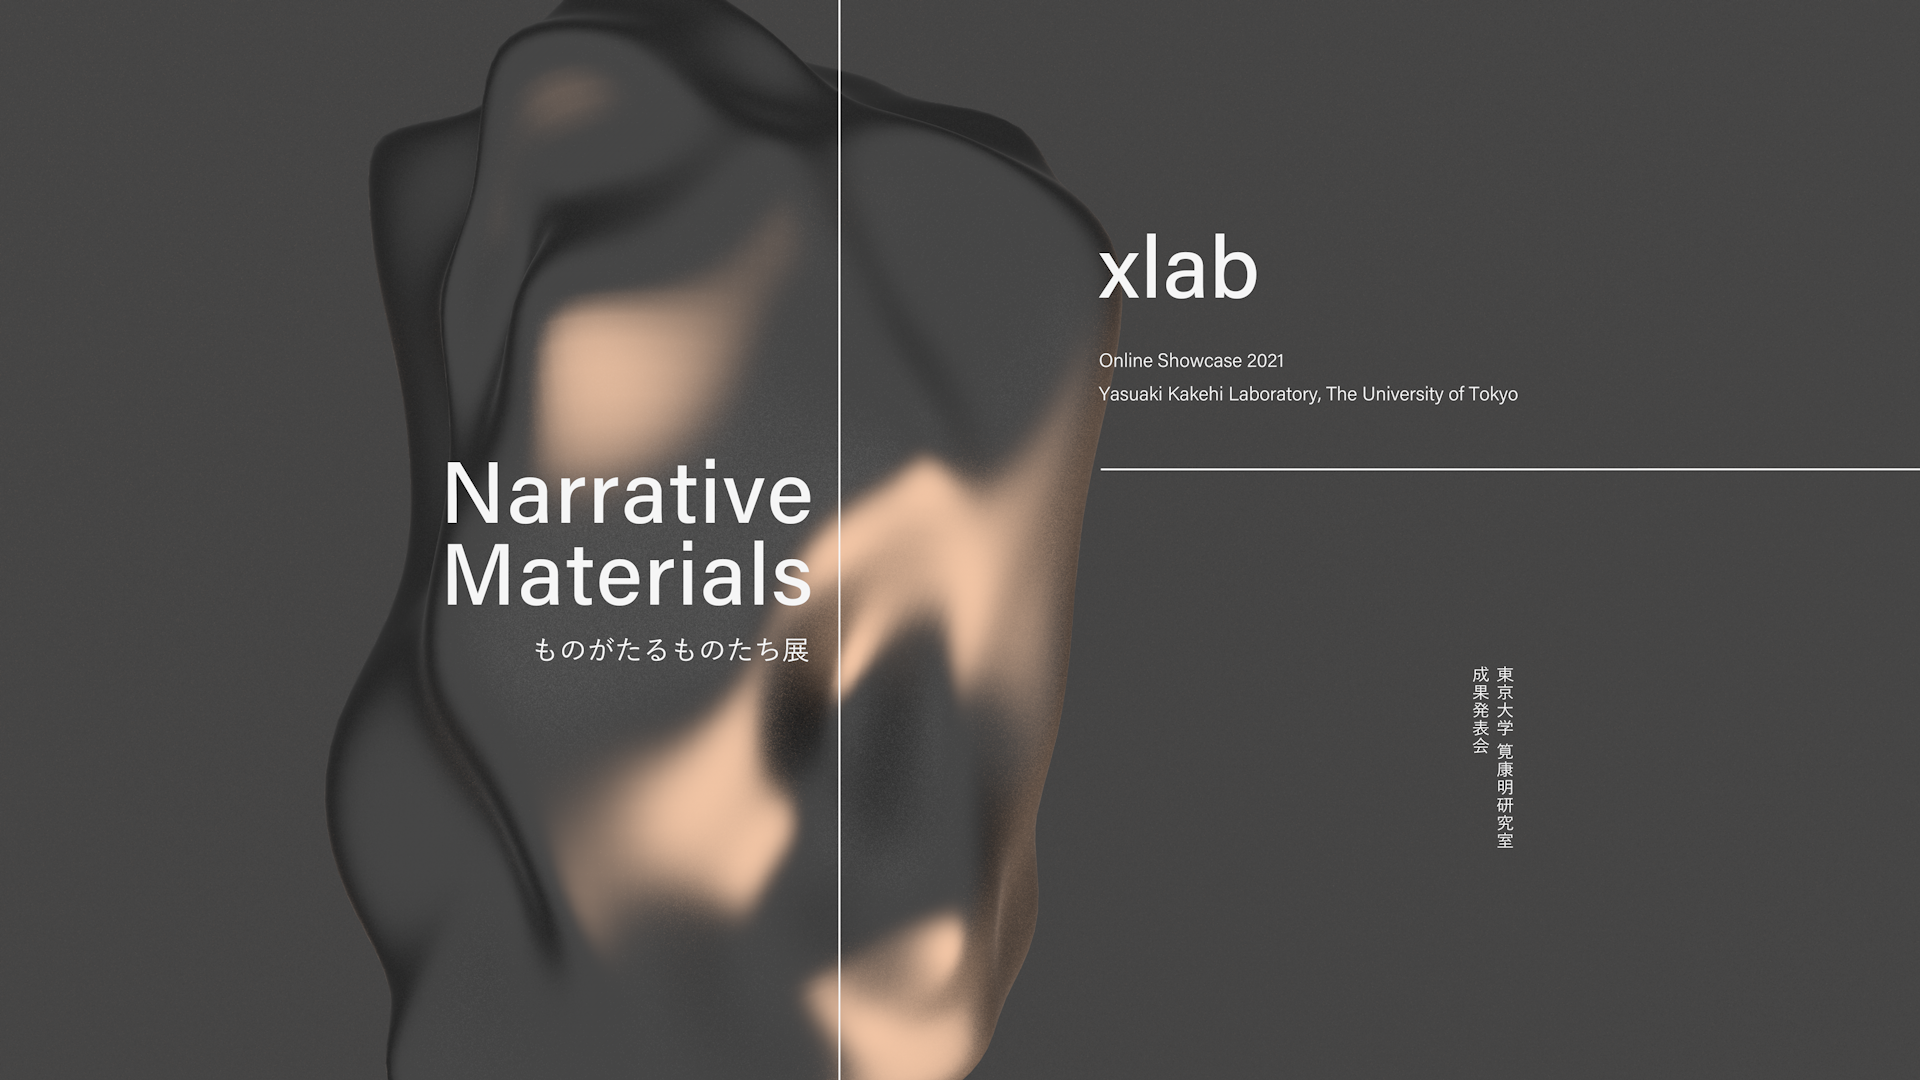 xlab
Online Showcase 2021
Yasuaki Kakehi Laboratory, The University of Tokyo
Narrative
Materials
ものがたるものたち展
東京大学 筧康明研究室
成果発表会